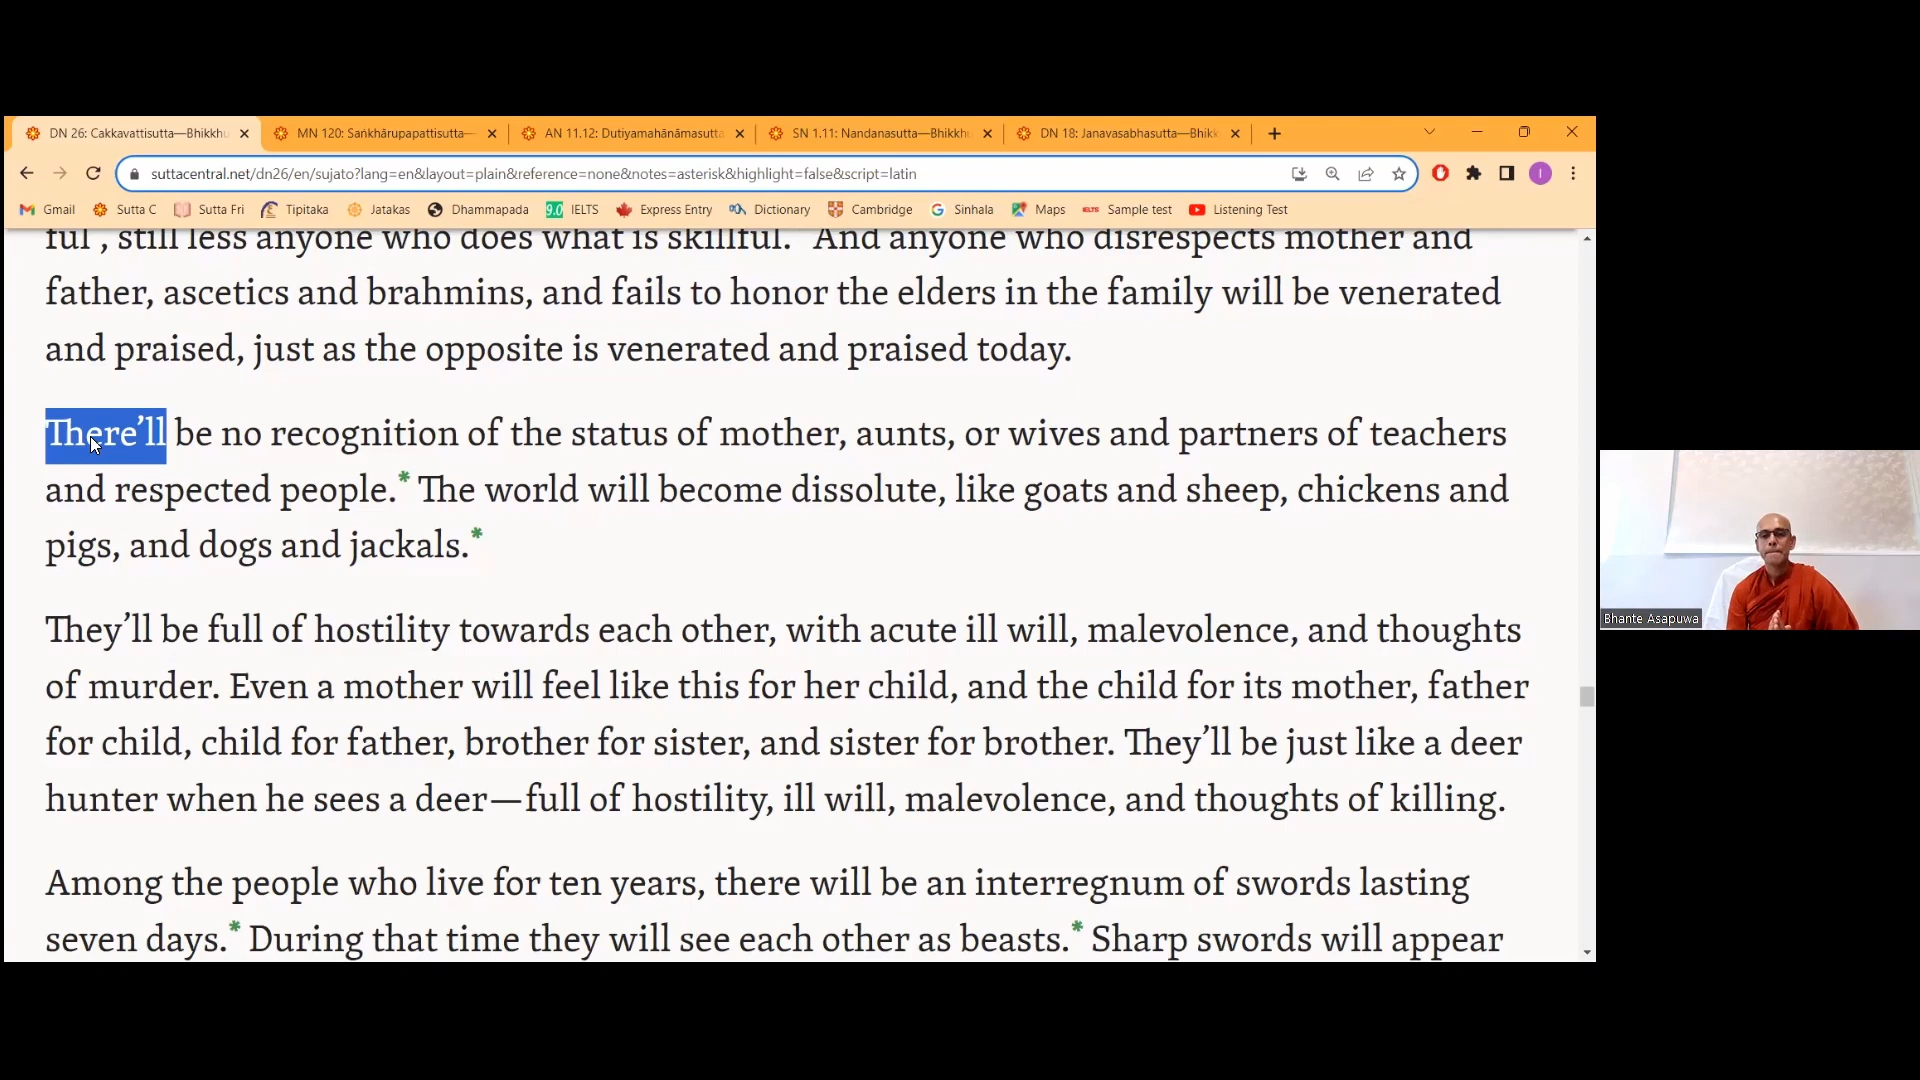 DN 26: Cakkavattisutta—Bhikkhu
MN 120: Saṅkhārupapattisutta—
AN 11.12: Dutiyamahānāmasutta
SN 1.11: Nandanasutta—Bhikkhu
DN 18: Janavasabhasutta—Bhikk
suttacentral.net/dn26/en/sujato?lang=en&layout=plain&reference=none&notes=asterisk&highlight=false&script=latin
I
Gmail
Sutta C
Sutta Fri
Tipitaka
Jatakas
Dhammapada
9.0 IELTS
Express Entry
Dictionary
Cambridge
Sinhala
Maps
IELTS Sample test
Listening Test
ful', still less anyone who does what is skillful. And anyone who disrespects mother and
father, ascetics and brahmins, and fails to honor the elders in the family will be venerated
and praised, just as the opposite is venerated and praised today.
There’ll be no recognition of the status of mother, aunts, or wives and partners of teachers
and respected people.* The world will become dissolute, like goats and sheep, chickens and
pigs, and dogs and jackals.*
They’ll be full of hostility towards each other, with acute ill will, malevolence, and thoughts
of murder. Even a mother will feel like this for her child, and the child for its mother, father
for child, child for father, brother for sister, and sister for brother. They’ll be just like a deer
hunter when he sees a deer—full of hostility, ill will, malevolence, and thoughts of killing.
Among the people who live for ten years, there will be an interregnum of swords lasting
seven days.* During that time they will see each other as beasts.* Sharp swords will appear
Bhante Asapuwa